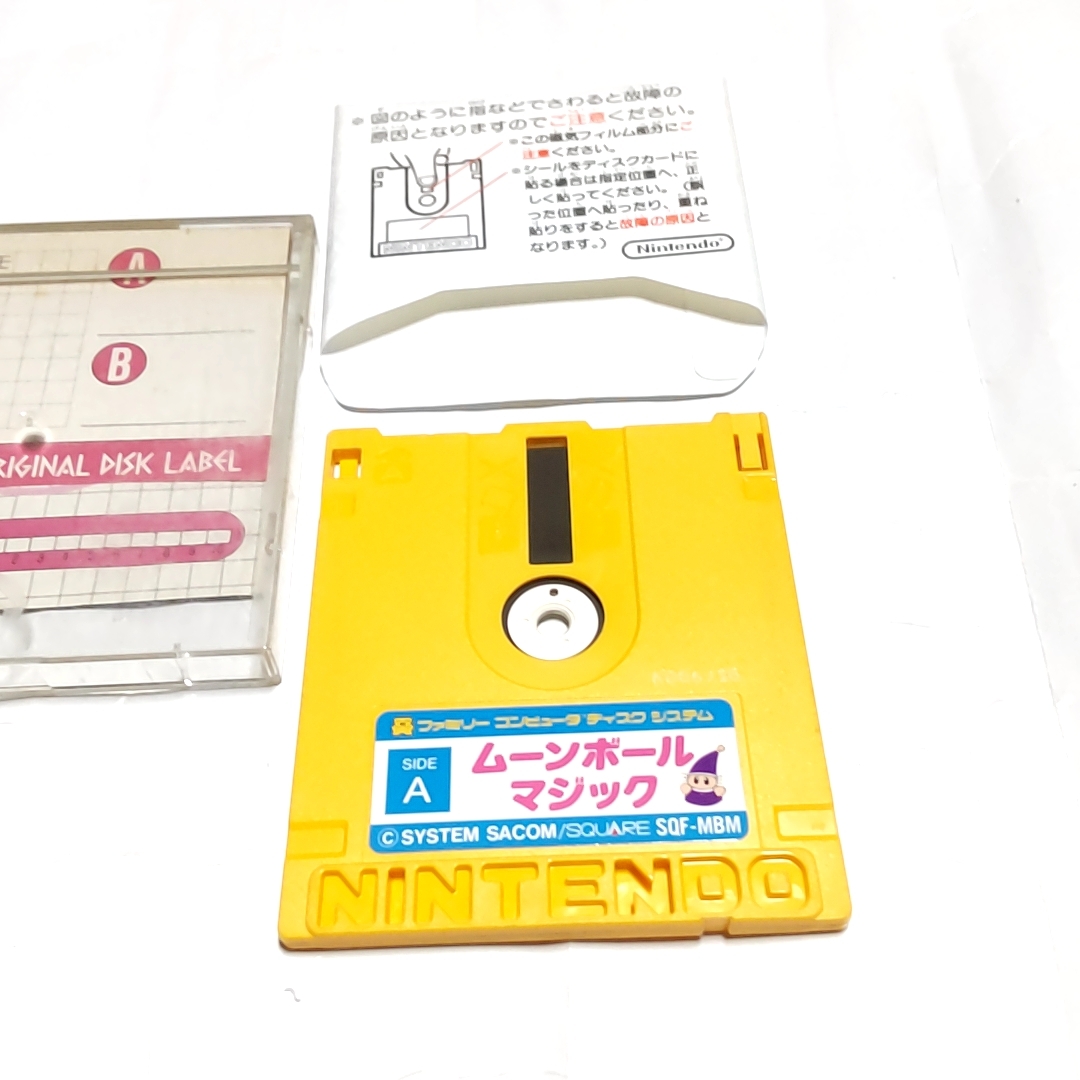 ●図のように指などでさわると故障の
原因となりますのでご注意ください。
●この磁気フィルム部分にご
注意ください。
●シールをディスクカードに
貼る場合は指定位置へ、正
しく貼ってください。（誤
った位置へ貼ったり、重ね
貼りをすると故障の原因と
なります。）
Nintendo
NINTENDO
E
A
B
RIGINAL DISK LABEL
ファミリー コンピュータ ディスク システム
SIDE
A
ムーンボール
マジック
©SYSTEM SACOM/SQUARE SQF-MBM
NINTENDO